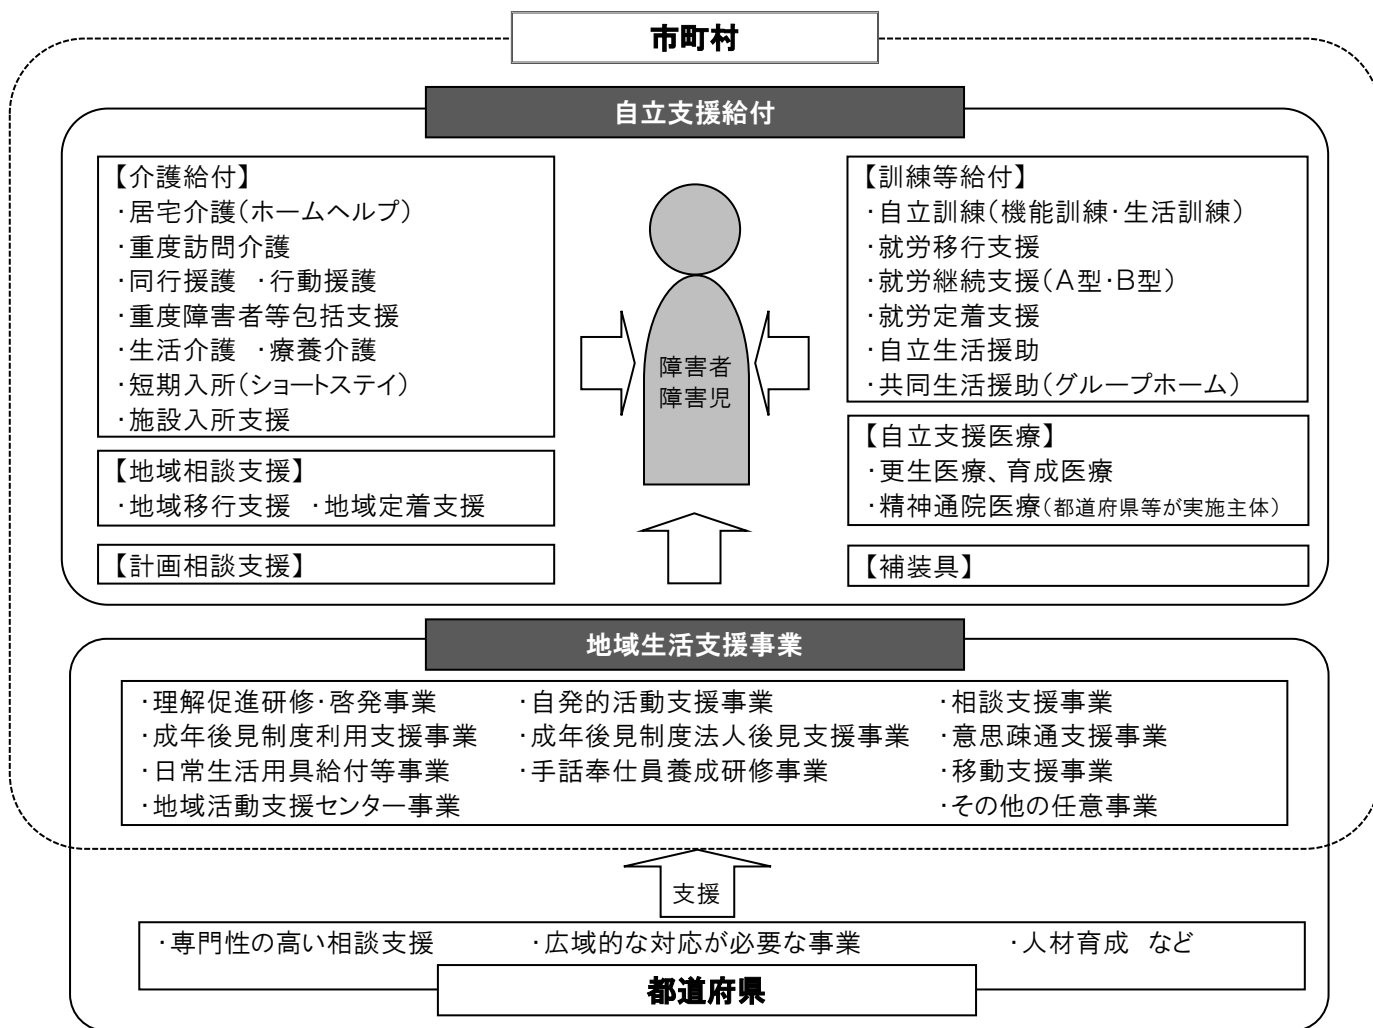 市町村
自立支援給付
【介護給付】
・居宅介護（ホームヘルプ）
・重度訪問介護
・同行援護　・行動援護
・重度障害者等包括支援
・生活介護　・療養介護
・短期入所（ショートステイ）
・施設入所支援
【地域相談支援】
・地域移行支援　・地域定着支援
【計画相談支援】
障害者
障害児
【訓練等給付】
・自立訓練（機能訓練・生活訓練）
・就労移行支援
・就労継続支援（Ａ型・Ｂ型）
・就労定着支援
・自立生活援助
・共同生活援助（グループホーム）
【自立支援医療】
・更生医療、育成医療
・精神通院医療（都道府県等が実施主体）
【補装具】
地域生活支援事業
・理解促進研修・啓発事業　・自発的活動支援事業　・相談支援事業
・成年後見制度利用支援事業　・成年後見制度法人後見支援事業　・意思疎通支援事業
・日常生活用具給付等事業　・手話奉仕員養成研修事業　・移動支援事業
・地域活動支援センター事業　・その他の任意事業
支援
・専門性の高い相談支援　・広域的な対応が必要な事業　・人材育成　など
都道府県